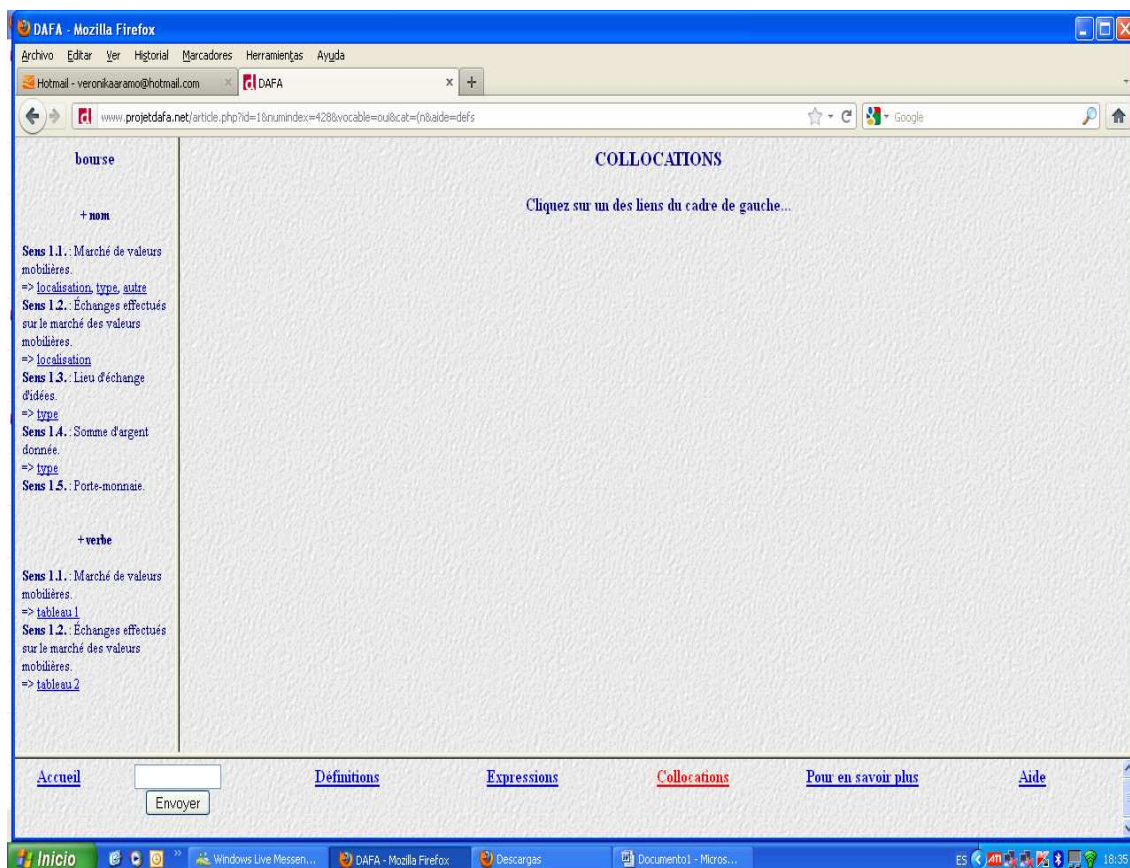 DAFA - Mozilla Firefox
Archivo Editar Ver Historial Marcadores Herramientas Ayuda
Hotmail - veronikaaramo@hotmail.com × DAFA × +
www.projetdafa.net/article.php?id=1&numindex=428&vocable=oui&cat=(n&aide=defs Google
bourse
+ nom
Sens 1.1. : Marché de valeurs
mobilières.
=> localisation, type, autre
Sens 1.2. : Échanges effectués
sur le marché des valeurs
mobilières.
=> localisation
Sens 1.3. : Lieu d'échange
d'idées.
=> type
Sens 1.4. : Somme d'argent
donnée.
=> type
Sens 1.5. : Porte-monnaie.
+ verbe
Sens 1.1. : Marché de valeurs
mobilières.
=> tableau 1
Sens 1.2. : Échanges effectués
sur le marché des valeurs
mobilières.
=> tableau 2
COLLOCATIONS
Cliquez sur un des liens du cadre de gauche...
Accueil Définitions Expressions Collocations Pour en savoir plus Aide
Envoyer
Inicio » Windows Live Messen... DAFA - Mozilla Firefox Descargas Documento1 - Micros... ES ATI 18:35